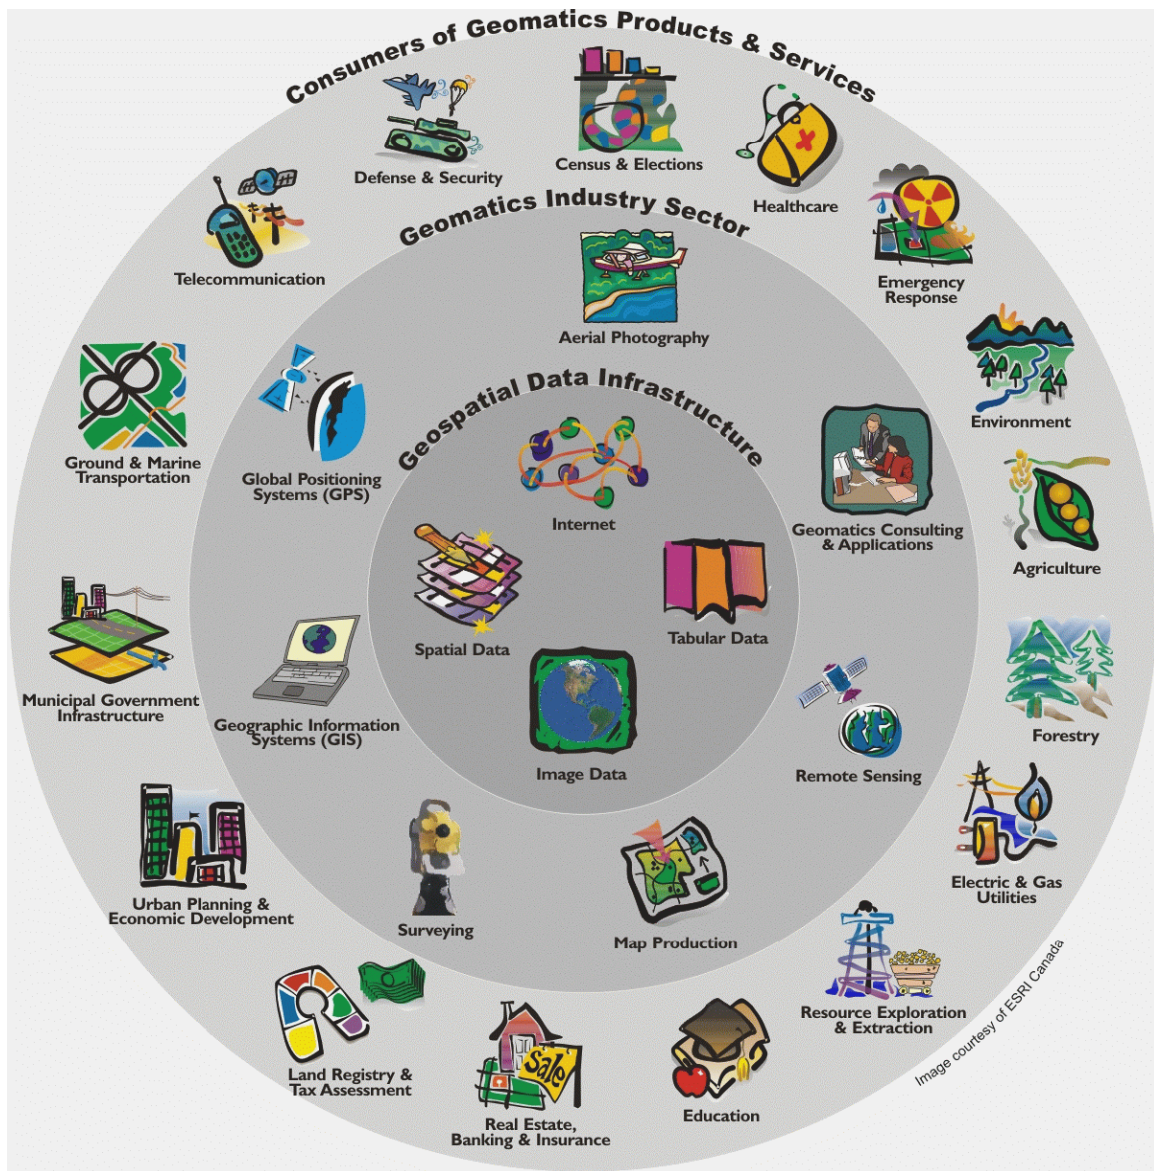 Consumers of Geomatics Products & Services
Defense & Security
Census & Elections
Healthcare
Telecommunication
Emergency
Response
Geomatics Industry Sector
Aerial Photography
Environment
Ground & Marine
Transportation
Global Positioning
Systems (GPS)
Geospatial Data Infrastructure
Internet
Geomatics Consulting
& Applications
Agriculture
Spatial Data
Tabular Data
Municipal Government
Infrastructure
Geographic Information
Systems (GIS)
Image Data
Remote Sensing
Forestry
Urban Planning &
Economic Development
Surveying
Map Production
Electric & Gas
Utilities
Resource Exploration
& Extraction
Land Registry &
Tax Assessment
Sale
Real Estate,
Banking & Insurance
Education
Image courtesy of ESRI Canada